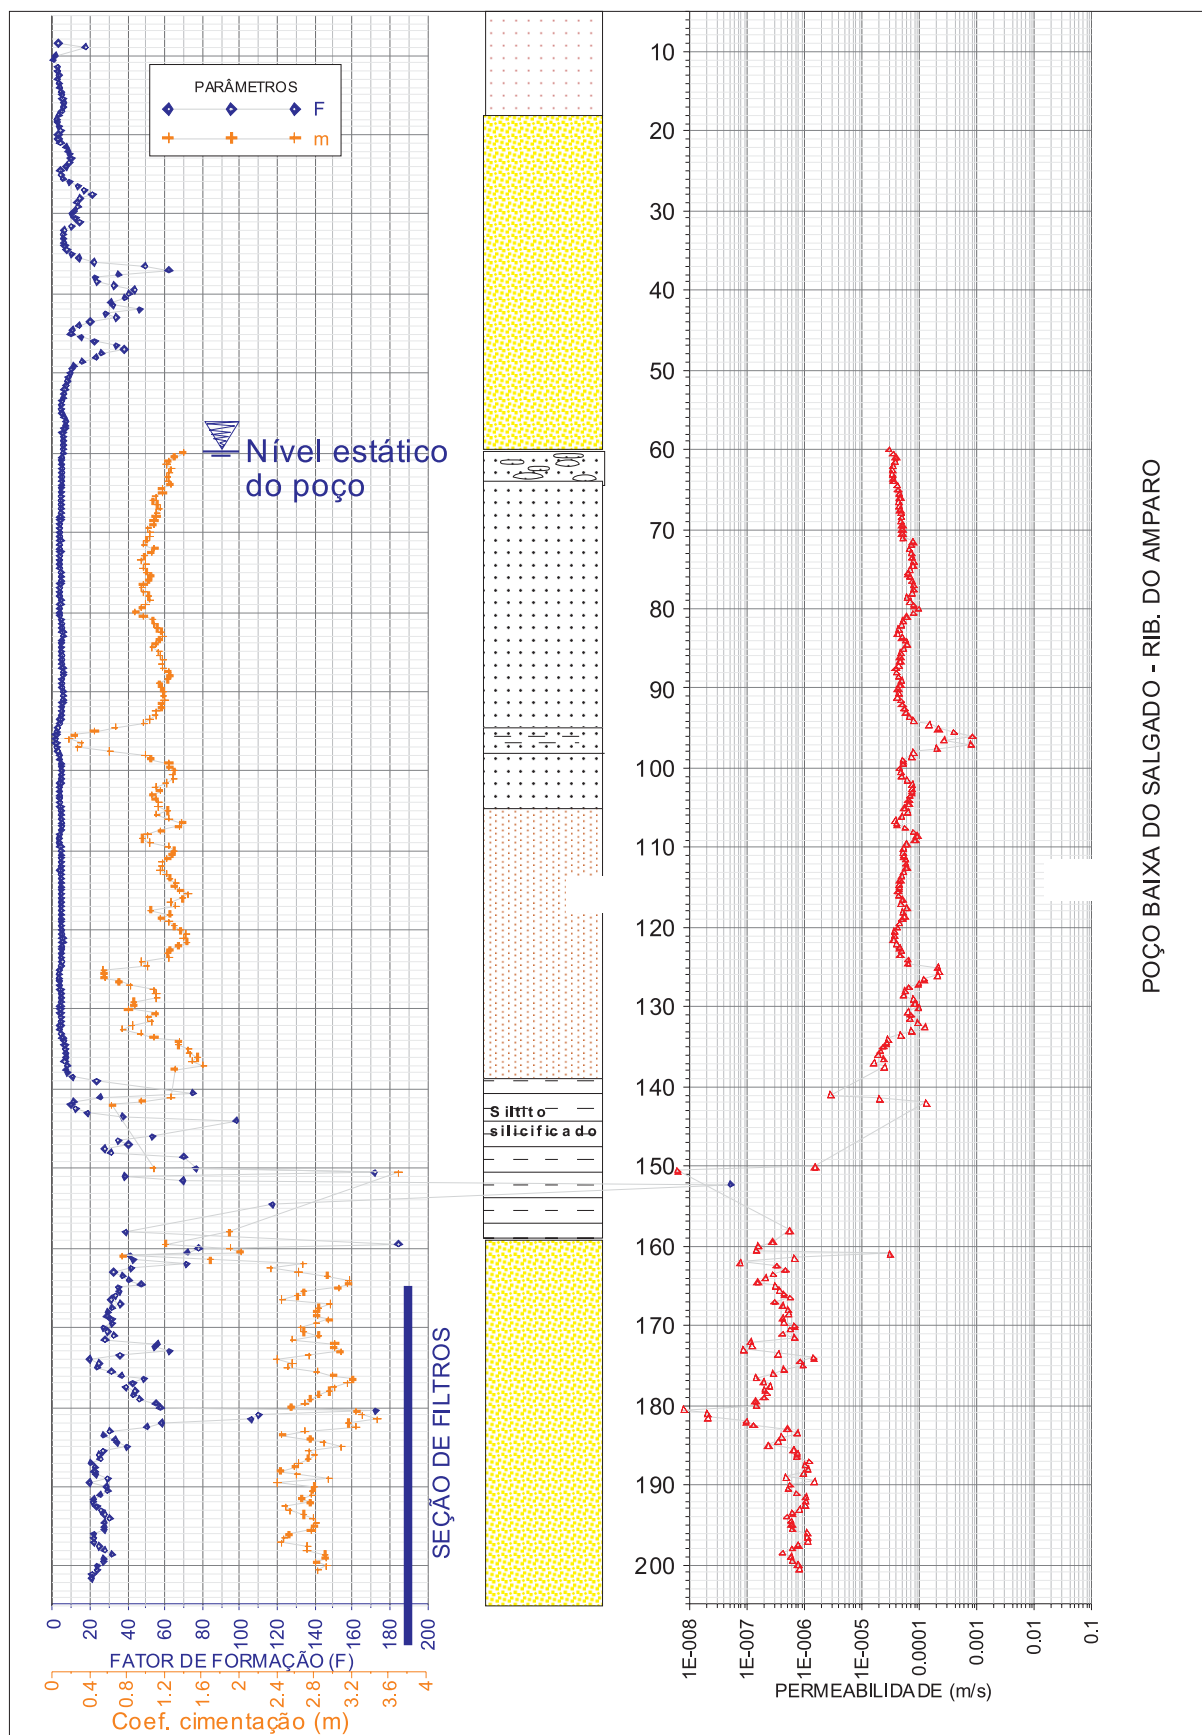 PARÂMETROS
F
m
Nível estático
do poço
Siltito
silicificado
SEÇÃO DE FILTROS
10
20
30
40
50
60
70
80
90
100
110
120
130
140
150
160
170
180
190
200
POÇO BAIXA DO SALGADO - RIB. DO AMPARO
0 20 40 60 80 100 120 140 160 180 200
FATOR DE FORMAÇÃO (F)
0 0.4 0.8 1.2 1.6 2 2.4 2.8 3.2 3.6 4
Coef. cimentação (m)
1E-008 1E-007 1E-006 1E-005 0.0001 0.001 0.01 0.1
PERMEABILIDADE (m/s)